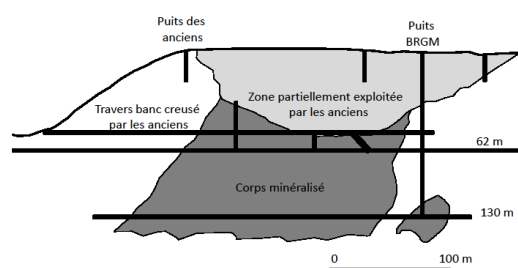 Puits des
anciens
Puits
BRGM
Zone partiellement exploitée
par les anciens
Travers banc creusé
par les anciens
62 m
Corps minéralisé
130 m
0
100 m